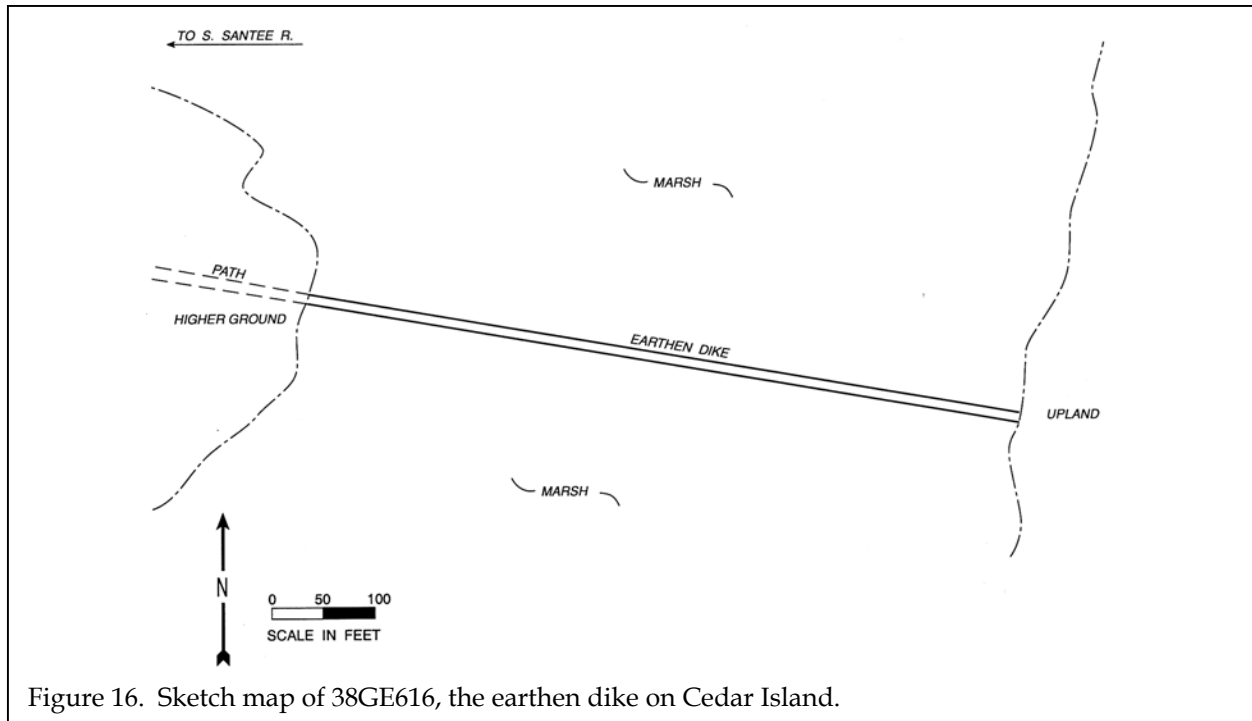 TO S. SANTEE R.
MARSH
PATH
HIGHER GROUND
EARTHEN DIKE
UPLAND
MARSH
N
0 50 100
SCALE IN FEET
Figure 16. Sketch map of 38GE616, the earthen dike on Cedar Island.